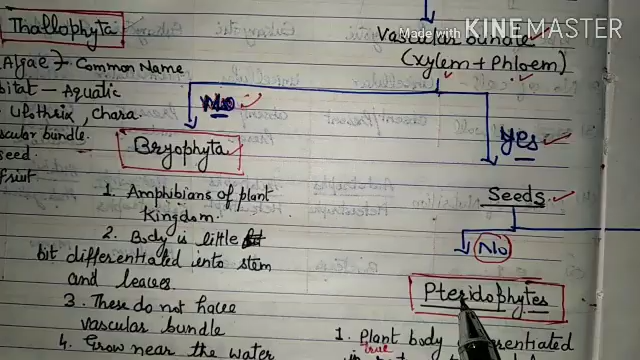 Made with KINEMASTER
Vascular bundle
(xylem + Phloem)
No
Yes
Seeds
No
Pteridophytes
1. Plant body
true
Thallophyta
Algae } - Common Name
bitat - Aquatic
Ulothrix, chara
scular bundle.
seed.
fruit
Bryophyta
1. Amphibians of plant
Kingdom.
2. Body is little
bit differentiated into stem
and leaves
3. These do not have
vascular bundle
4. Grow near the water